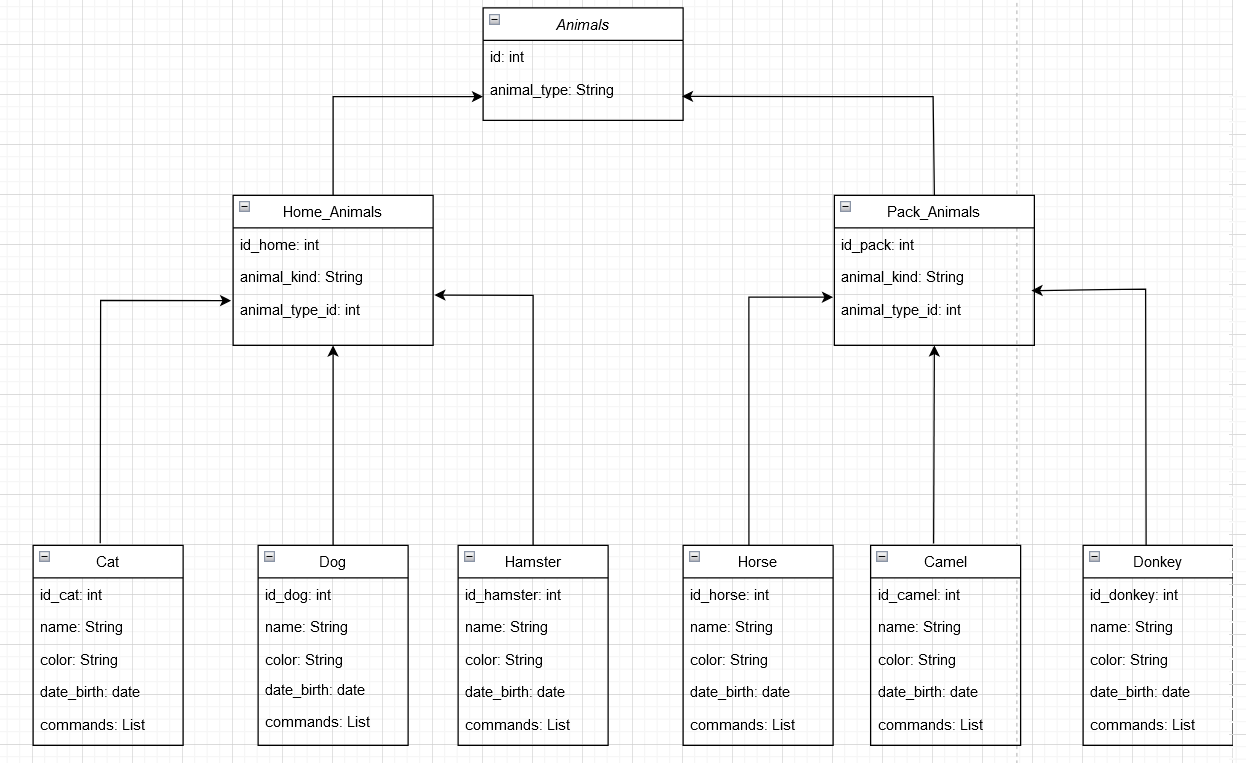 Animals
id: int
animal_type: String
Home_Animals
id_home: int
animal_kind: String
animal_type_id: int
Pack_Animals
id_pack: int
animal_kind: String
animal_type_id: int
Cat
id_cat: int
name: String
color: String
date_birth: date
commands: List
Dog
id_dog: int
name: String
color: String
date_birth: date
commands: List
Hamster
id_hamster: int
name: String
color: String
date_birth: date
commands: List
Horse
id_horse: int
name: String
color: String
date_birth: date
commands: List
Camel
id_camel: int
name: String
color: String
date_birth: date
commands: List
Donkey
id_donkey: int
name: String
color: String
date_birth: date
commands: List